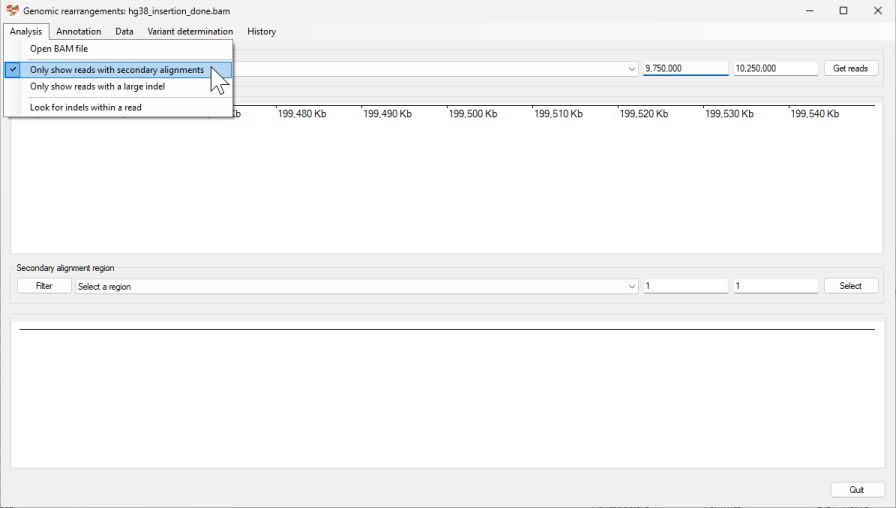 Genomic rearrangements: hg38_insertion_done.bam
Analysis Annotation Data Variant determination History
Open BAM file
Only show reads with secondary alignments
9,750,000 10,250,000 Get reads
Only show reads with a large indel
Look for indels within a read
Kb 199,480 Kb 199,490 Kb 199,500 Kb 199,510 Kb 199,520 Kb 199,530 Kb 199,540 Kb
Secondary alignment region
Filter Select a region 1 1 Select
Quit